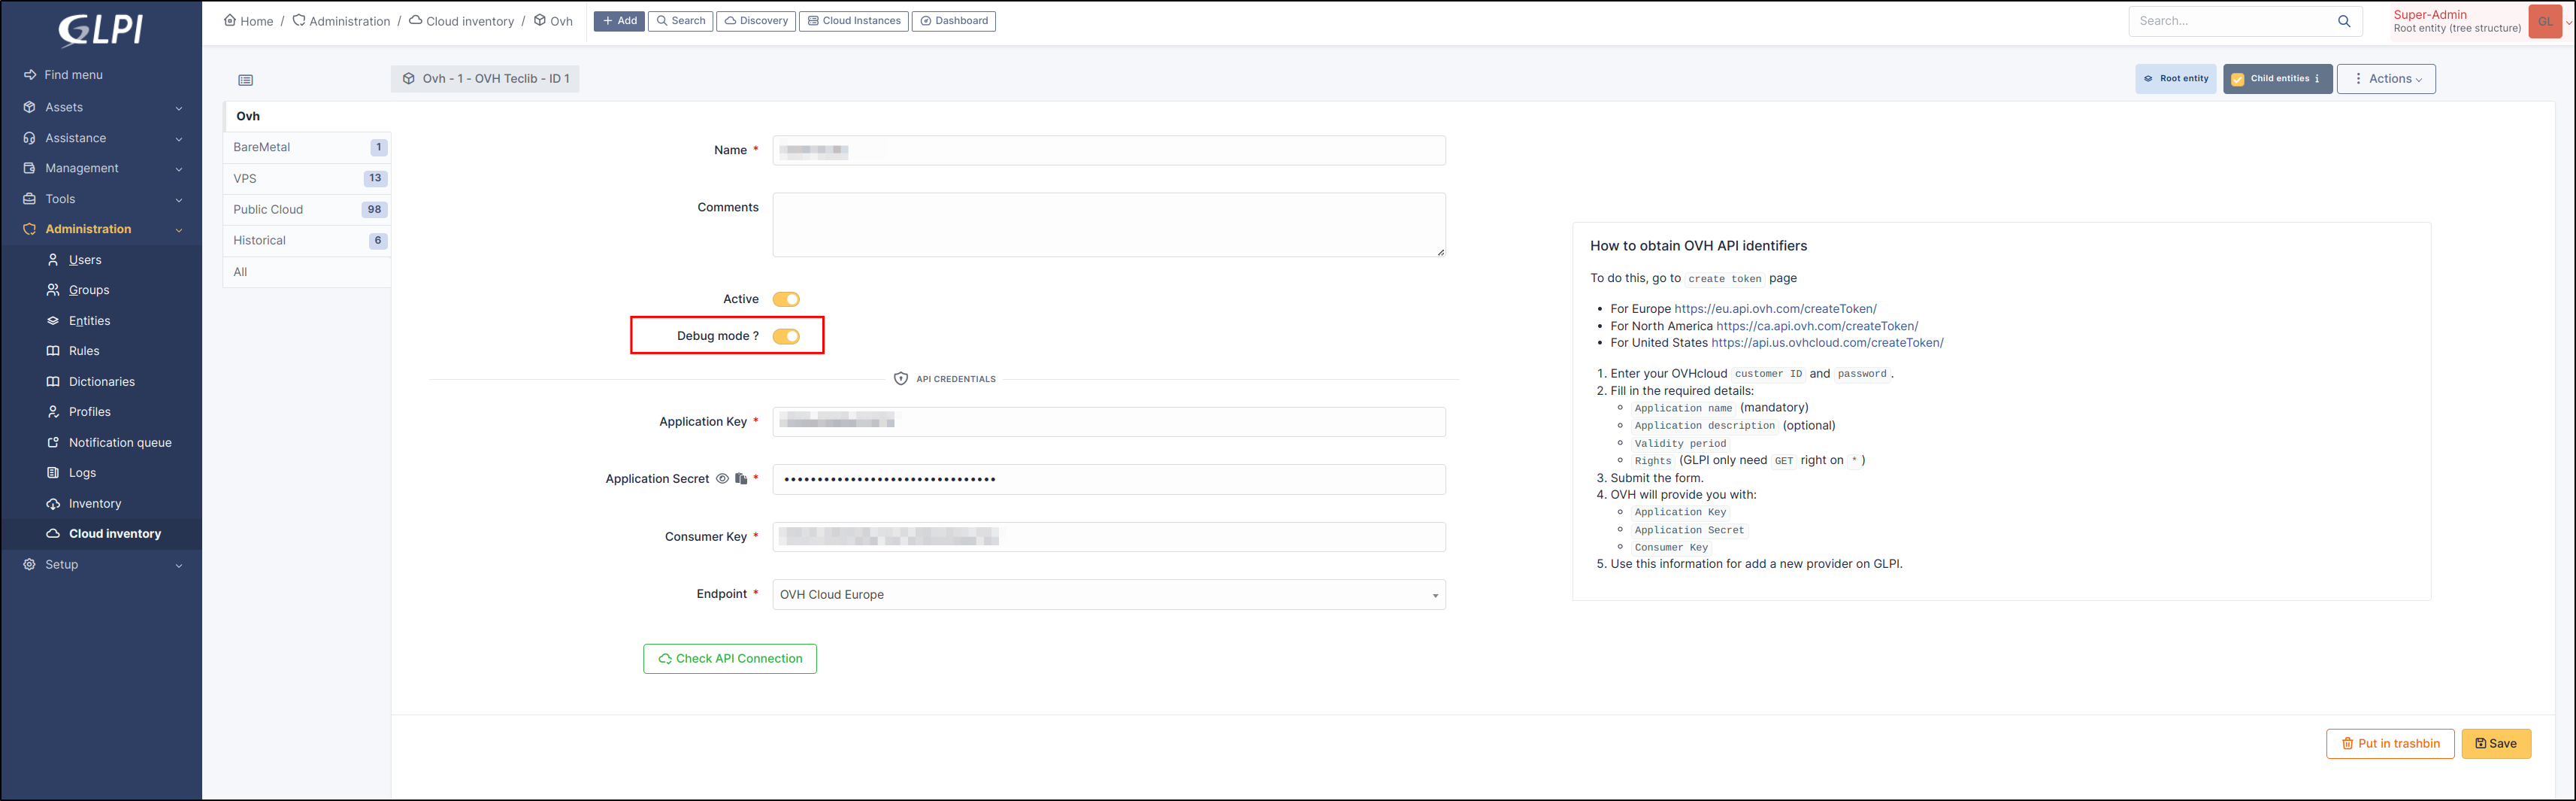 GLPI
Home / Administration / Cloud inventory / Ovh
+ Add
Search
Discovery
Cloud Instances
Dashboard
Search...
Super-Admin
Root entity (tree structure)
GL
Find menu
Assets
Assistance
Management
Tools
Administration
Users
Groups
Entities
Rules
Dictionaries
Profiles
Notification queue
Logs
Inventory
Cloud inventory
Setup
Ovh - 1 - OVH Teclib - ID 1
Root entity
Child entities i
Actions
Ovh
BareMetal 1
VPS 13
Public Cloud 98
Historical 6
All
Name *
Comments
Active
Debug mode ?
API CREDENTIALS
Application Key *
Application Secret *
Consumer Key *
Endpoint * OVH Cloud Europe
Check API Connection
How to obtain OVH API identifiers
To do this, go to create token page
• For Europe https://eu.api.ovh.com/createToken/
• For North America https://ca.api.ovh.com/createToken/
• For United States https://api.us.ovhcloud.com/createToken/
1. Enter your OVHcloud customer ID and password.
2. Fill in the required details:
Application name (mandatory)
Application description (optional)
Validity period
Rights (GLPI only need GET right on *)
3. Submit the form.
4. OVH will provide you with:
Application Key
Application Secret
Consumer Key
5. Use this information for add a new provider on GLPI.
Put in trashbin
Save